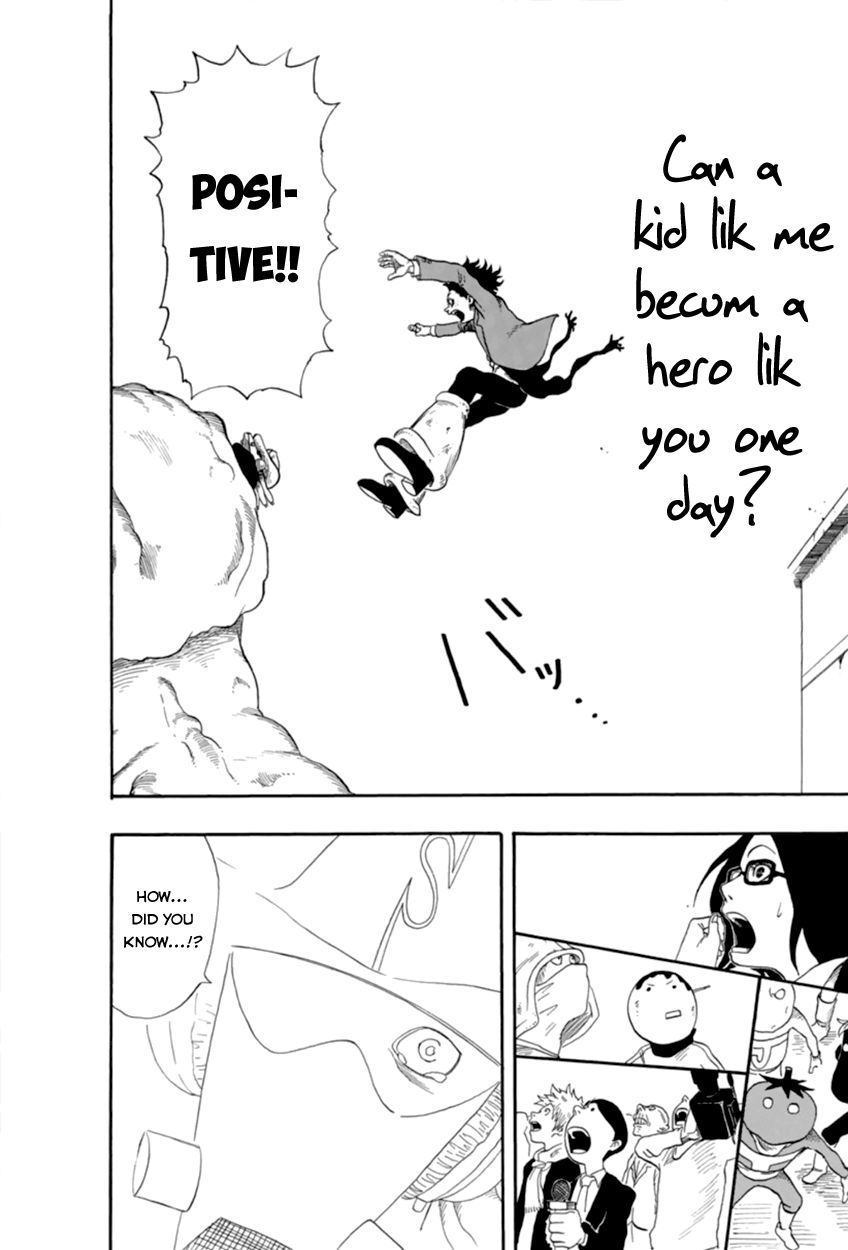 Can a
kid lik me
becum a
hero lik
you one
day?
POSI-
TIVE!!
バッ...
HOW...
DID YOU
KNOW...!?